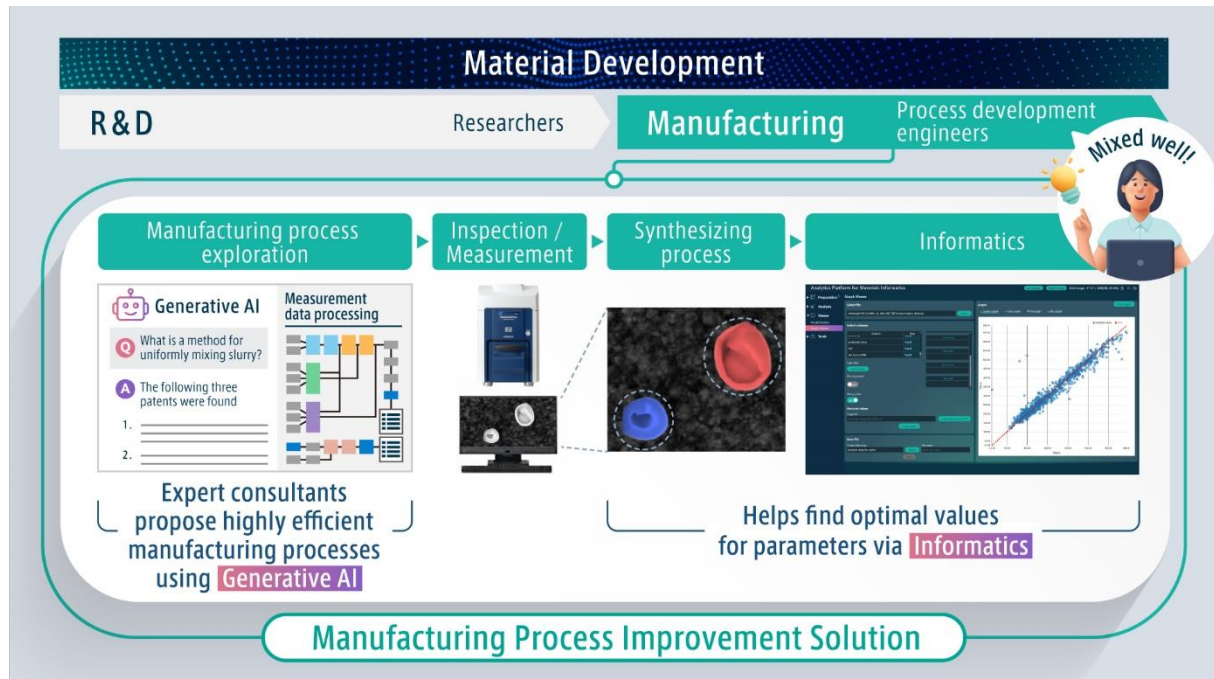 Material Development
R&D
Researchers
Manufacturing
Process development
engineers
Mixed well!
Manufacturing process
exploration
Inspection /
Measurement
Synthesizing
process
Informatics
Generative AI
Q What is a method for
uniformly mixing slurry?
A The following three
patents were found
1.
2.
Measurement
data processing
Analytics Platform for Materials Informatics
Expert consultants
propose highly efficient
manufacturing processes
using Generative AI
Helps find optimal values
for parameters via Informatics
Manufacturing Process Improvement Solution